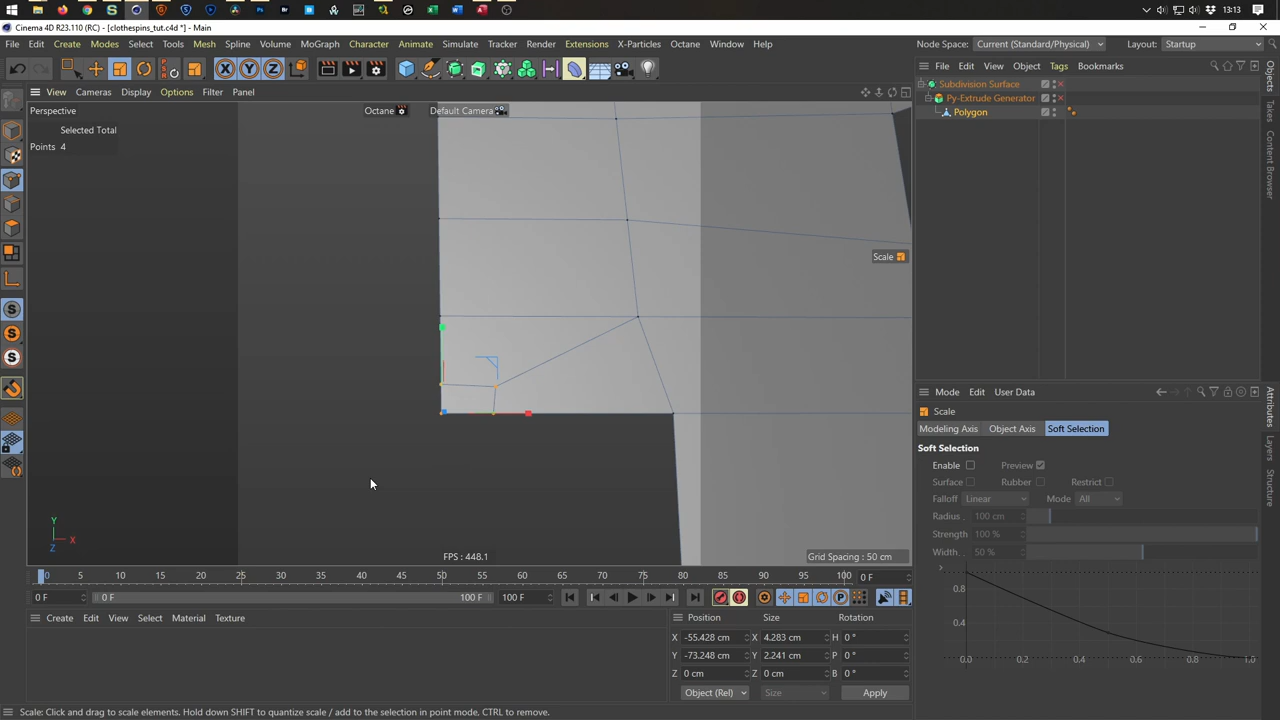 13:13
Cinema 4D R23.110 (RC) - [clothespins_tut.c4d *] - Main
File Edit Create Modes Select Tools Mesh Spline Volume MoGraph Character Animate Simulate Tracker Render Extensions X-Particles Octane Window Help
Node Space: Current (Standard/Physical) Layout: Startup
View Cameras Display Options Filter Panel
File Edit View Object Tags Bookmarks
Perspective
Octane
Default Camera
Selected Total
Points 4
Scale
FPS : 448.1
Grid Spacing : 50 cm
Subdivision Surface
Py-Extrude Generator
Polygon
Mode Edit User Data
Scale
Modeling Axis Object Axis Soft Selection
Soft Selection
Enable Preview
Surface Rubber Restrict
Falloff Linear Mode All
Radius . 100 cm
Strength 100 %
Width . . 50 %
0.8
0.4
0.0 0.2 0.4 0.6 0.8 1.0
Objects
Takes
Content Browser
Attributes
Layers
Structure
Y
X
Z
0 5 10 15 20 25 30 35 40 45 50 55 60 65 70 75 80 85 90 95 100
0 F
0 F 0 F 100 F 100 F
Create Edit View Select Material Texture
Position Size Rotation
X -55.428 cm X 4.283 cm H 0 °
Y -73.248 cm Y 2.241 cm P 0 °
Z 0 cm Z 0 cm B 0 °
Object (Rel) Size Apply
Scale: Click and drag to scale elements. Hold down SHIFT to quantize scale / add to the selection in point mode, CTRL to remove.